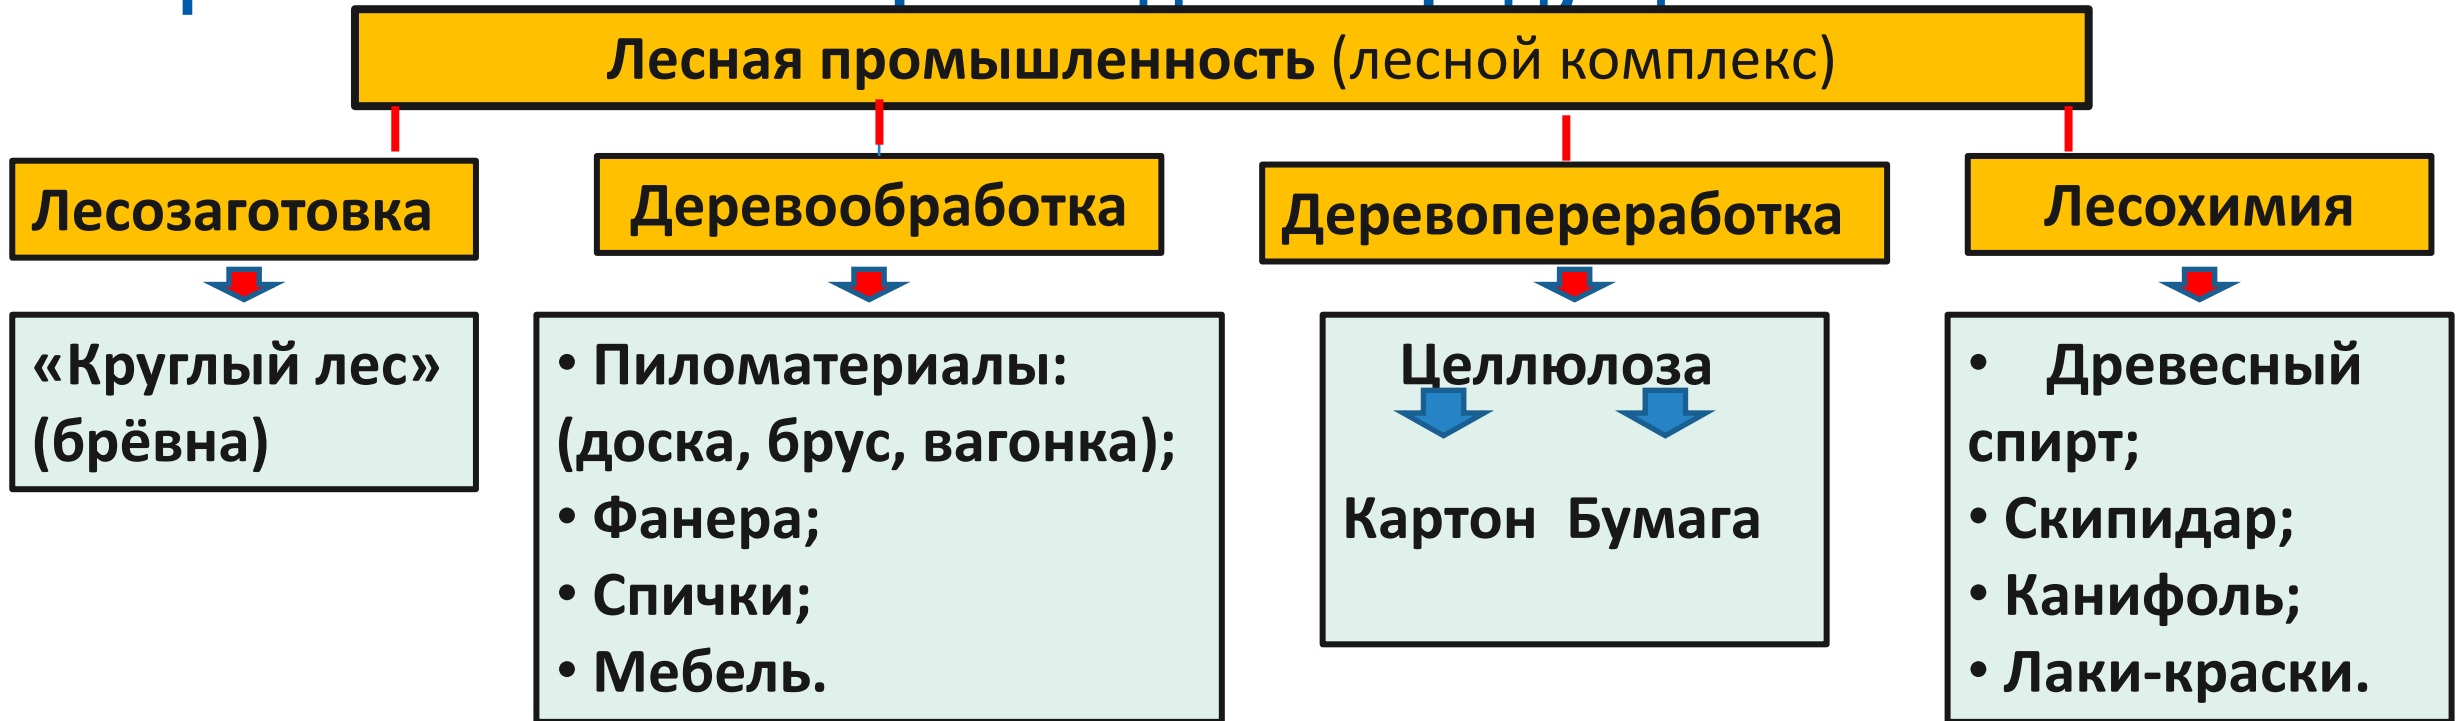 Лесная промышленность (лесной комплекс)
Лесозаготовка
Деревообработка
Деревопереработка
Лесохимия
«Круглый лес»
(брёвна)
• Пиломатериалы:
(доска, брус, вагонка);
• Фанера;
• Спички;
• Мебель.
Целлюлоза
Картон Бумага
• Древесный
спирт;
• Скипидар;
• Канифоль;
• Лаки-краски.